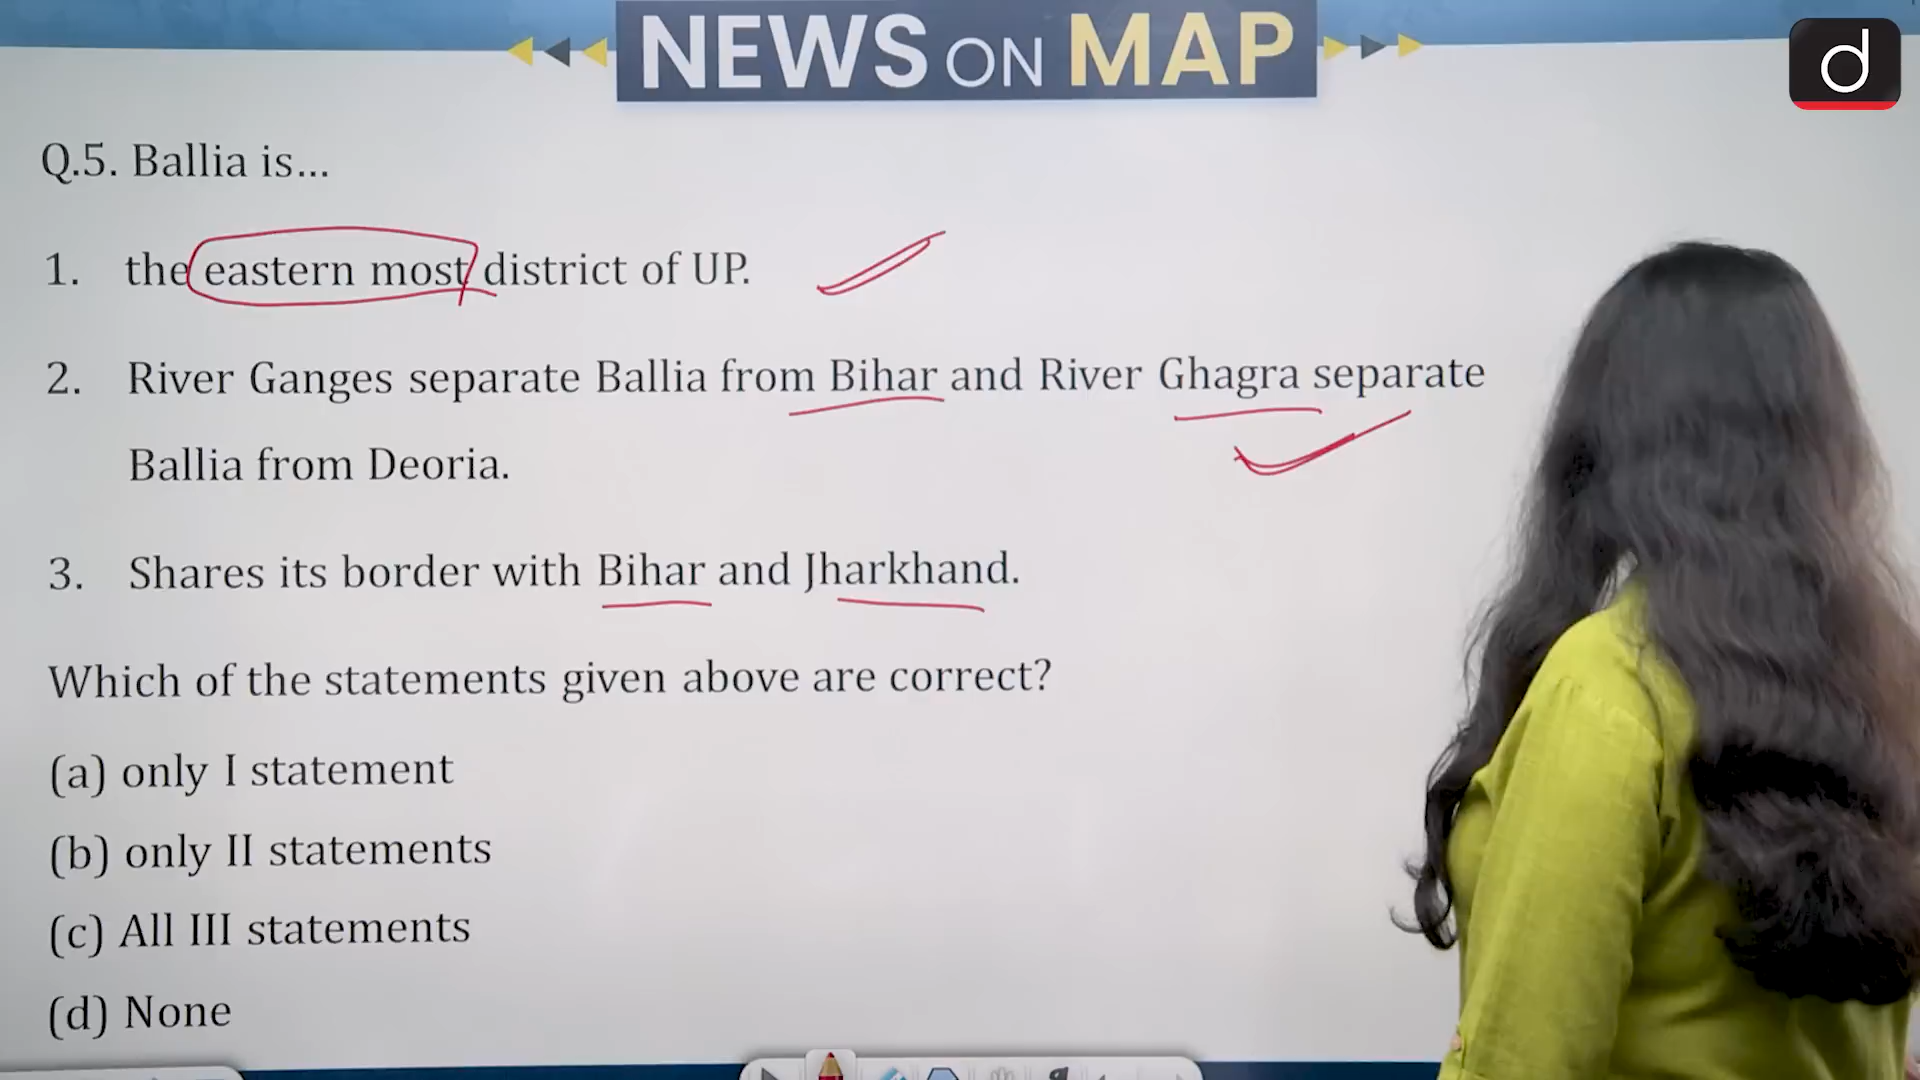 NEWS ON MAP
d
Q.5. Ballia is...
1. the eastern most district of UP.
2. River Ganges separate Ballia from Bihar and River Ghagra separate
Ballia from Deoria.
3. Shares its border with Bihar and Jharkhand.
Which of the statements given above are correct?
(a) only I statement
(b) only II statements
(c) All III statements
(d) None